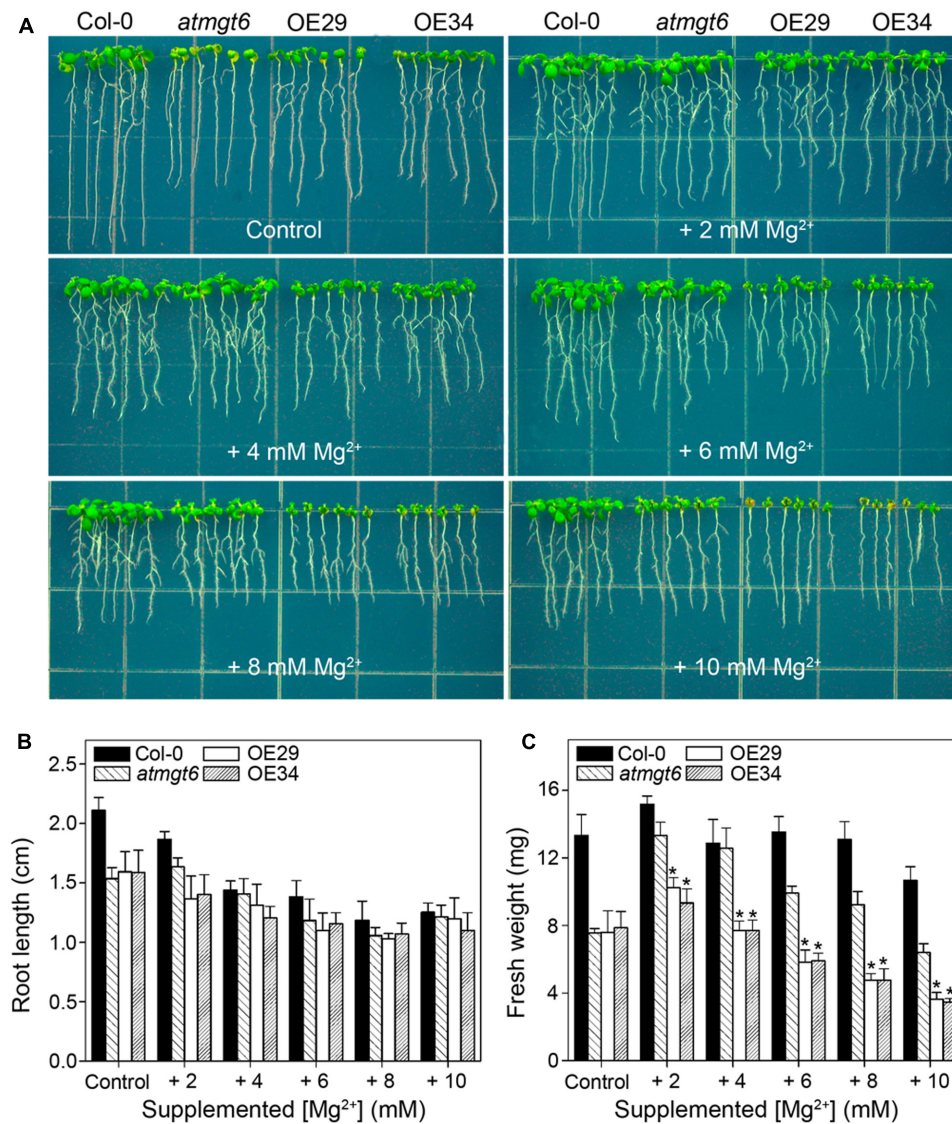 A
Col-0 atmgt6 OE29 OE34
Col-0 atmgt6 OE29 OE34
Control
+ 2 mM Mg²⁺
+ 4 mM Mg²⁺
+ 6 mM Mg²⁺
+ 8 mM Mg²⁺
+ 10 mM Mg²⁺
B
Col-0 OE29
atmgt6 OE34
Root length (cm)
2.5
2.0
1.5
1.0
0.5
0.0
Control + 2 + 4 + 6 + 8 + 10
Supplemented [Mg²⁺] (mM)
C
Col-0 OE29
atmgt6 OE34
Fresh weight (mg)
16
12
8
4
0
* *
* *
* *
* *
* *
Control + 2 + 4 + 6 + 8 + 10
Supplemented [Mg²⁺] (mM)